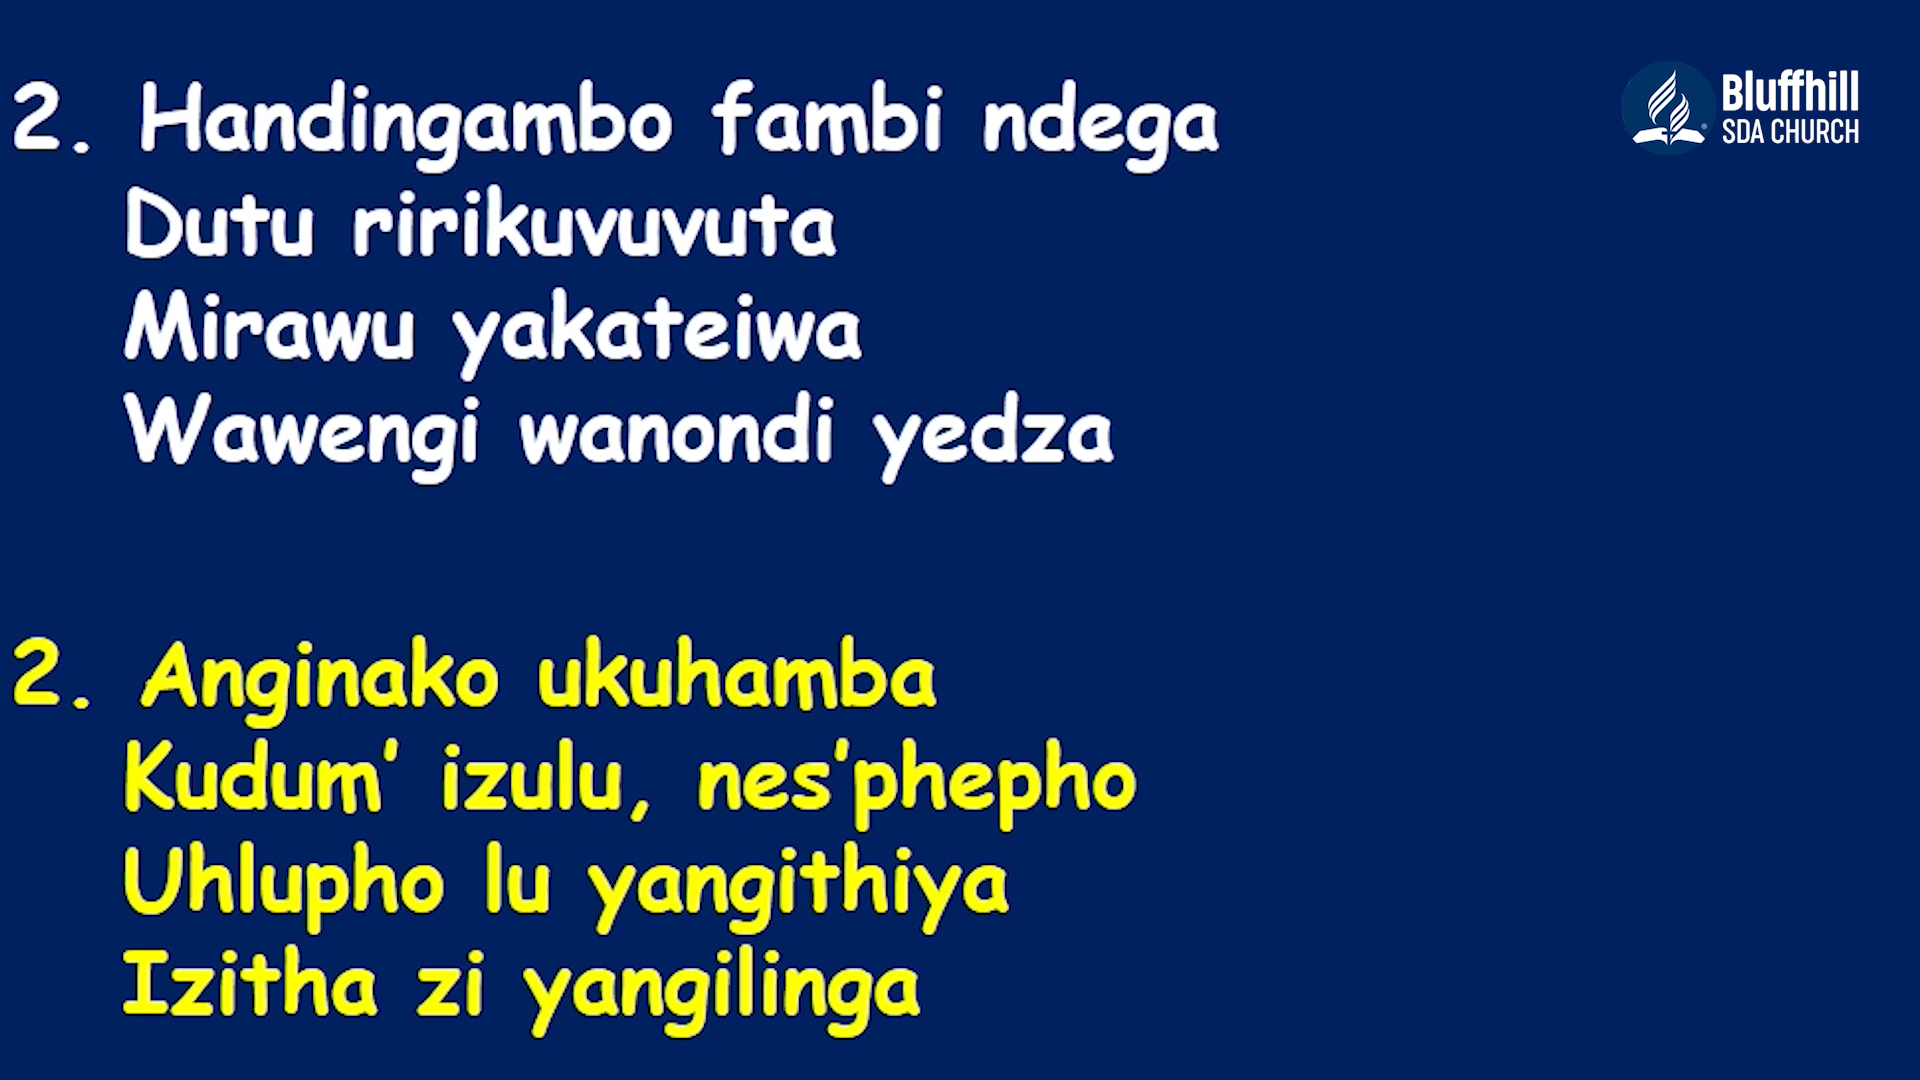 2. Handingambo fambi ndega
Dutu ririkuvuvuta
Mirawu yakateiwa
Wawengi wanondi yedza
2. Anginako ukuhamba
Kudum’ izulu, nes’phepho
Uhlupho lu yangithiya
Izitha zi yangilinga
Bluffhill
SDA CHURCH